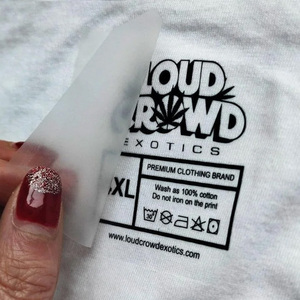 LOUD
CROWD
EXOTICS
PREMIUM CLOTHING BRAND
XL
Wash as 100% cotton
Do not iron on the print
30
www.loudcrowdexotics.com